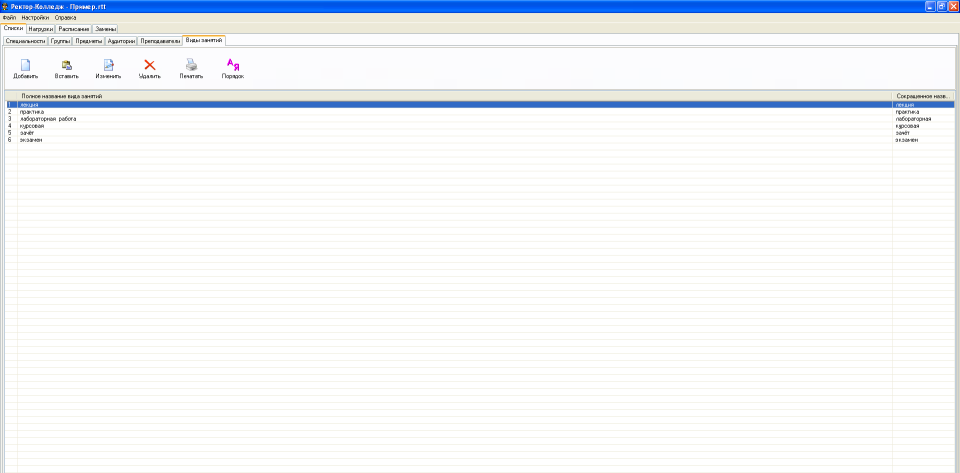 Ректор-Колледж - Пример.rtt
Файл Настройки Справка
Списки Нагрузки Расписание Замены
Специальности Группы Предметы Аудитории Преподаватели Виды занятий
Добавить Вставить Изменить Удалить Печатать Порядок
Полное название вида занятий Сокращенное назв...
1 лекция лекция
2 практика практика
3 лабораторная работа лабораторная
4 курсовая курсовая
5 зачёт зачёт
6 экзамен экзамен